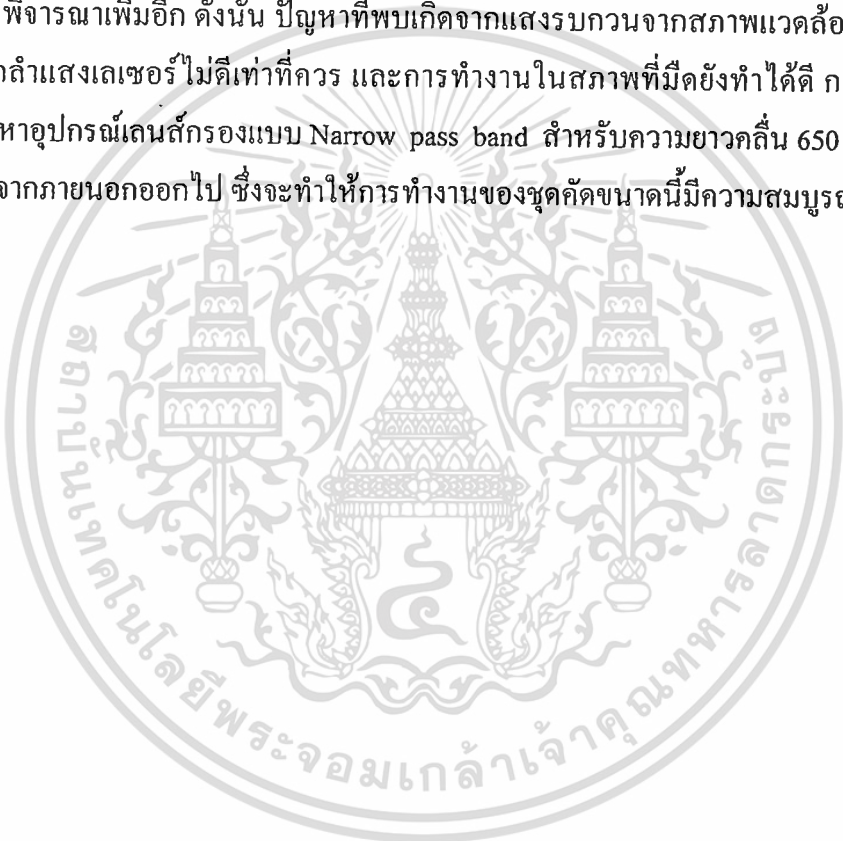 พิจารณาเพิ่มอีก ดังนั้น ปัญหาที่พบเกิดจากแสงรบกวนจากสภาพแวดล้อ
ลำแสงเลเซอร์ไม่ดีเท่าที่ควร และการทำงานในสภาพที่มืดยังทำได้ดี ก
หาอุปกรณ์เลนส์กรองแบบ Narrow pass band สำหรับความยาวคลื่น 650
จากภายนอกออกไป ซึ่งจะทำให้การทำงานของชุดคัดขนาดนี้มีความสมบูรณ
สถาบันเทคโนโลยีพระจอมเกล้าเจ้าคุณทหารลาดกระบัง